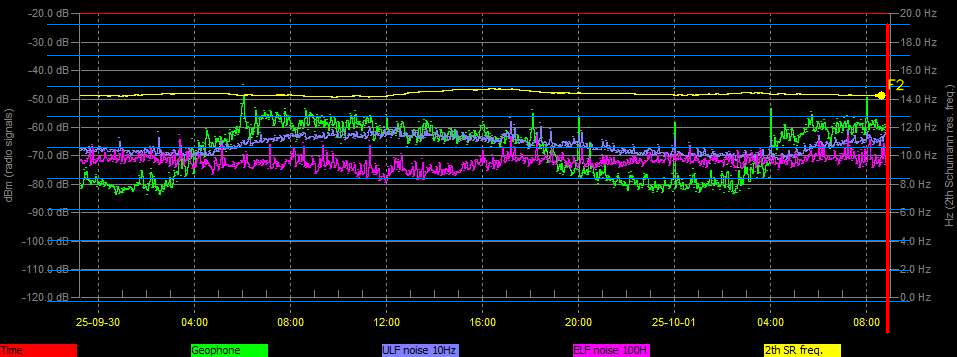 -20.0 dB 20.0 Hz
-30.0 dB 18.0 Hz
-40.0 dB 16.0 Hz
-50.0 dB 14.0 Hz
F2
-60.0 dB 12.0 Hz
-70.0 dB 10.0 Hz
-80.0 dB 8.0 Hz
-90.0 dB 6.0 Hz
-100.0 dB 4.0 Hz
-110.0 dB 2.0 Hz
-120.0 dB 0.0 Hz
dBm (radio signals)
Hz (2th Schumann res. freq.)
25-09-30 04:00 08:00 12:00 16:00 20:00 25-10-01 04:00 08:00
Time Geophone ULF noise 10Hz ELF noise 100H 2th SR freq.